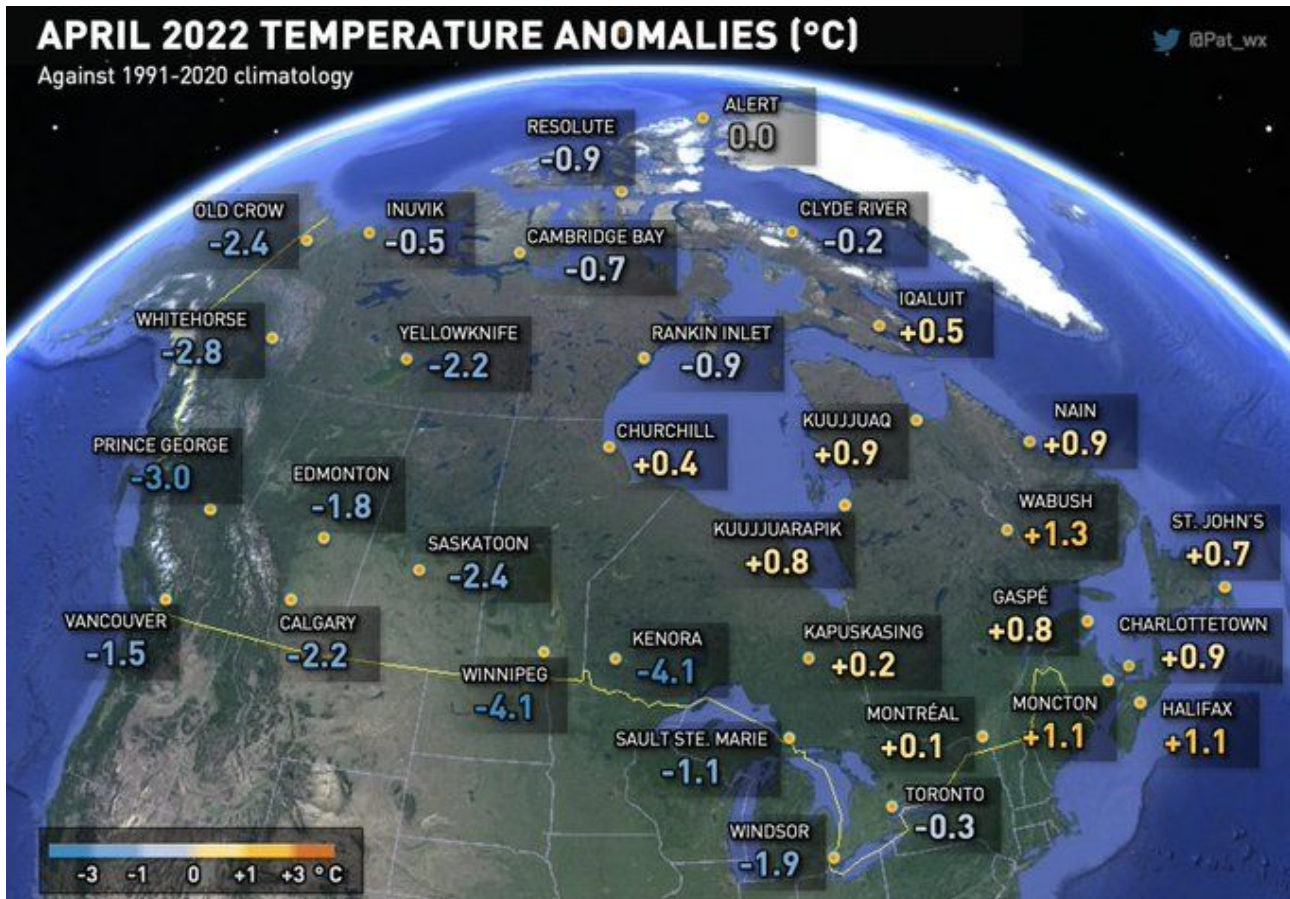 APRIL 2022 TEMPERATURE ANOMALIES (°C)
@Pat_wx
Against 1991-2020 climatology
ALERT
0.0
RESOLUTE
-0.9
OLD CROW
-2.4
INUVIK
-0.5
CAMBRIDGE BAY
-0.7
CLYDE RIVER
-0.2
IQALUIT
+0.5
WHITEHORSE
-2.8
YELLOWKNIFE
-2.2
RANKIN INLET
-0.9
PRINCE GEORGE
-3.0
EDMONTON
-1.8
CHURCHILL
+0.4
KUUJJUAQ
+0.9
NAIN
+0.9
SASKATOON
-2.4
KUUJJUARAPIK
+0.8
WABUSH
+1.3
ST. JOHN'S
+0.7
VANCOUVER
-1.5
CALGARY
-2.2
WINNIPEG
-4.1
KENORA
-4.1
KAPUSKASING
+0.2
GASPÉ
+0.8
CHARLOTTETOWN
+0.9
SAULT STE. MARIE
-1.1
MONTRÉAL
+0.1
MONCTON
+1.1
HALIFAX
+1.1
TORONTO
-0.3
WINDSOR
-1.9
-3 -1 0 +1 +3 °C